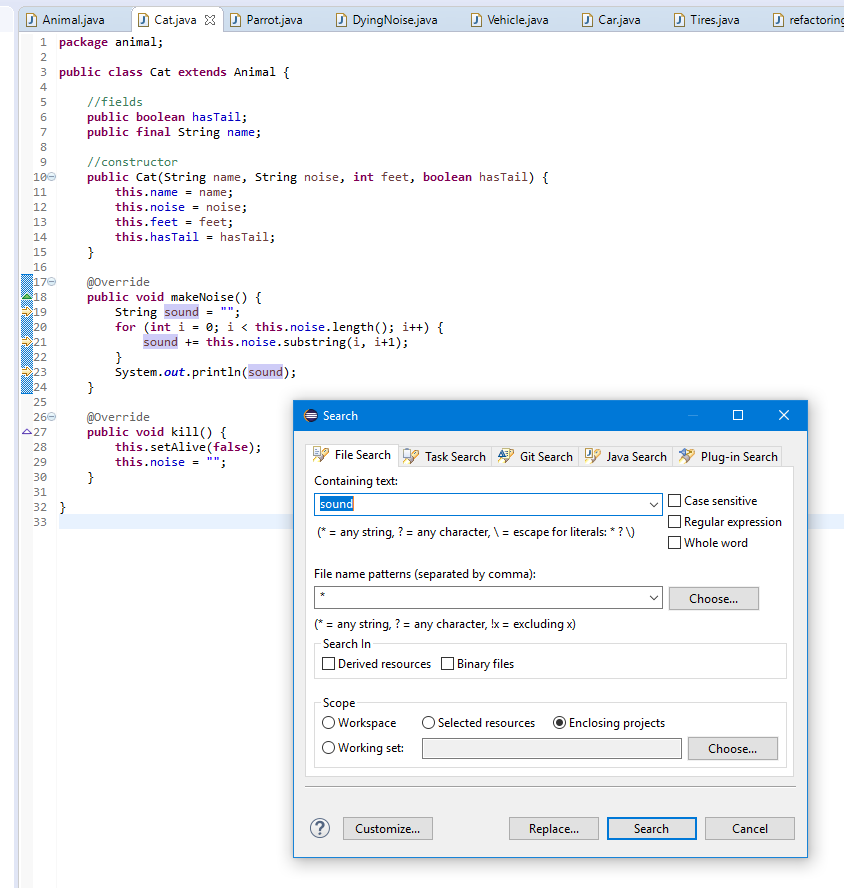 Animal.java Cat.java Parrot.java DyingNoise.java Vehicle.java Car.java Tires.java refactoring
1 package animal;
2
3 public class Cat extends Animal {
4
5 //fields
6 public boolean hasTail;
7 public final String name;
8
9 //constructor
10 public Cat(String name, String noise, int feet, boolean hasTail) {
11 this.name = name;
12 this.noise = noise;
13 this.feet = feet;
14 this.hasTail = hasTail;
15 }
16
17 @Override
18 public void makeNoise() {
19 String sound = "";
20 for (int i = 0; i < this.noise.length(); i++) {
21 sound += this.noise.substring(i, i+1);
22 }
23 System.out.println(sound);
24 }
25
26 @Override
27 public void kill() {
28 this.setAlive(false);
29 this.noise = "";
30 }
31
32 }
33
Search
File Search Task Search Git Search Java Search Plug-in Search
Containing text:
sound
Case sensitive
(* = any string, ? = any character, \ = escape for literals: * ? \)
Regular expression
Whole word
File name patterns (separated by comma):
*
Choose...
(* = any string, ? = any character, !x = excluding x)
Search In
Derived resources Binary files
Scope
Workspace Selected resources Enclosing projects
Working set: Choose...
? Customize... Replace... Search Cancel